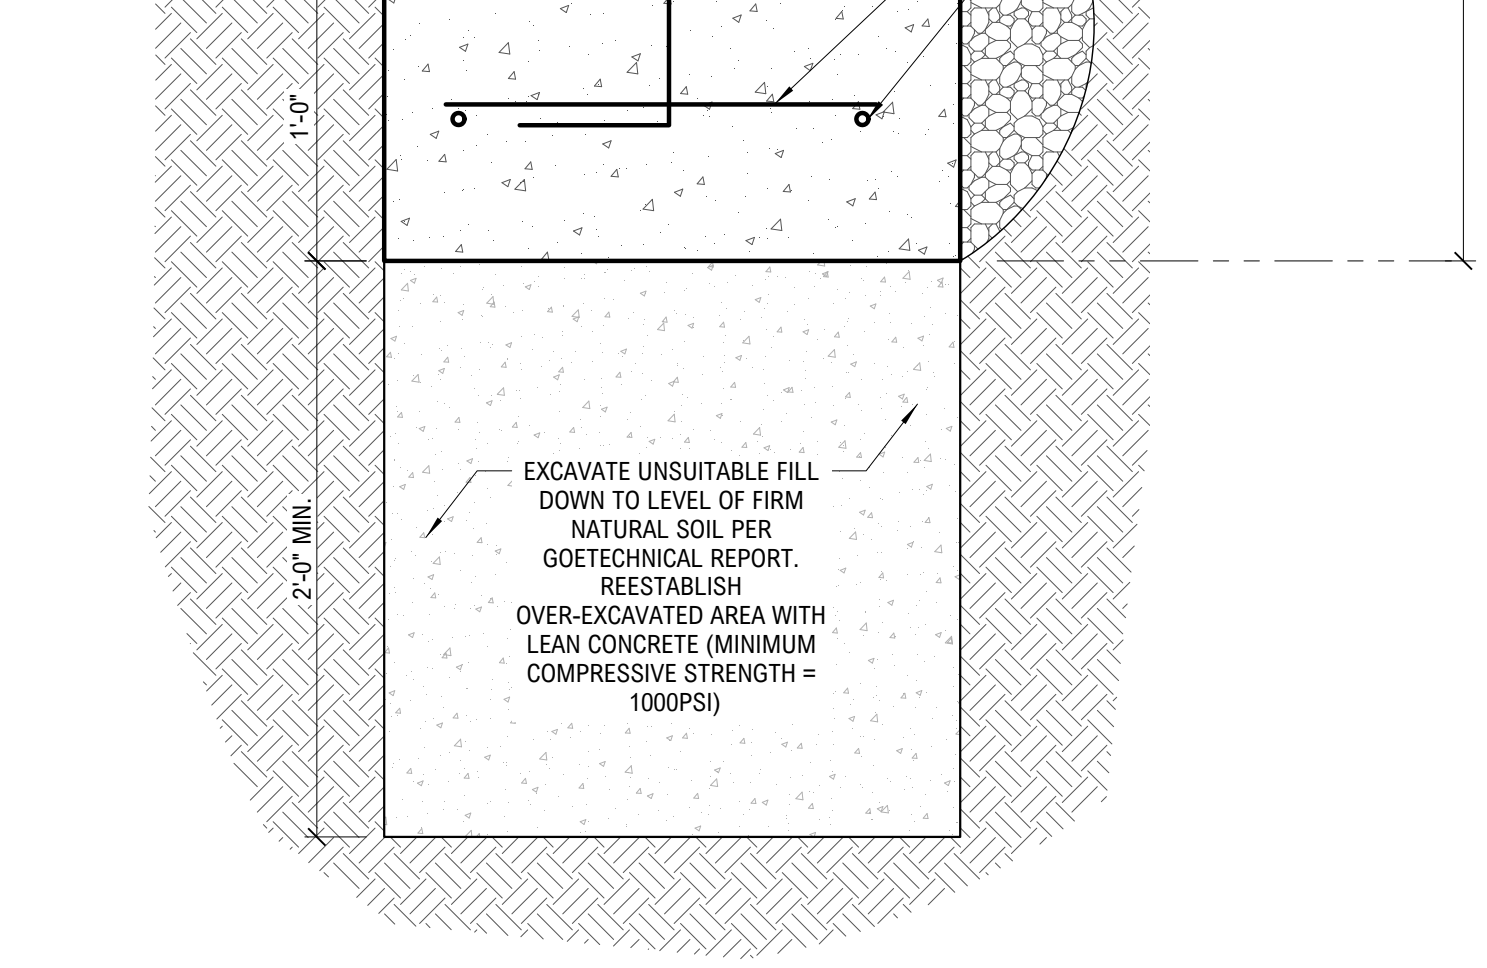 1'-0"
2'-0" MIN.
EXCAVATE UNSUITABLE FILL
DOWN TO LEVEL OF FIRM
NATURAL SOIL PER
GOETECHNICAL REPORT.
REESTABLISH
OVER-EXCAVATED AREA WITH
LEAN CONCRETE (MINIMUM
COMPRESSIVE STRENGTH =
1000PSI)